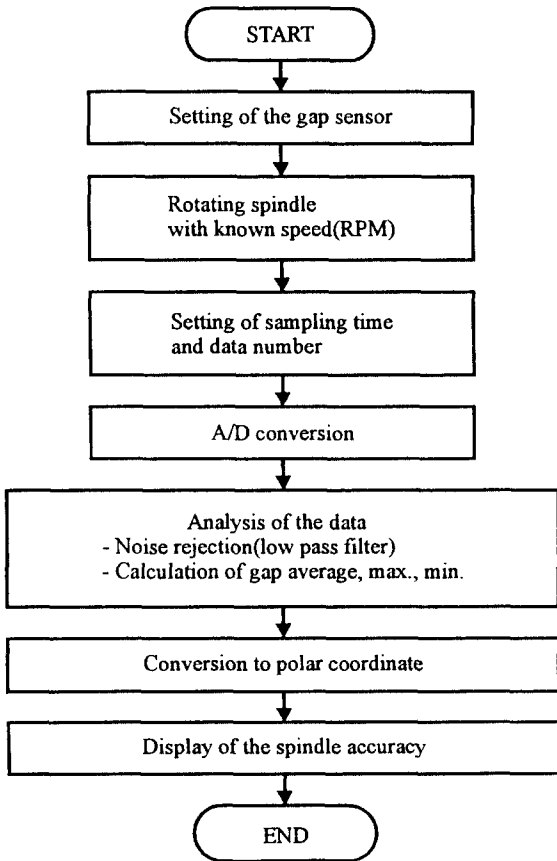 START
Setting of the gap sensor
Rotating spindle
with known speed(RPM)
Setting of sampling time
and data number
A/D conversion
Analysis of the data
- Noise rejection(low pass filter)
- Calculation of gap average, max., min.
Conversion to polar coordinate
Display of the spindle accuracy
END